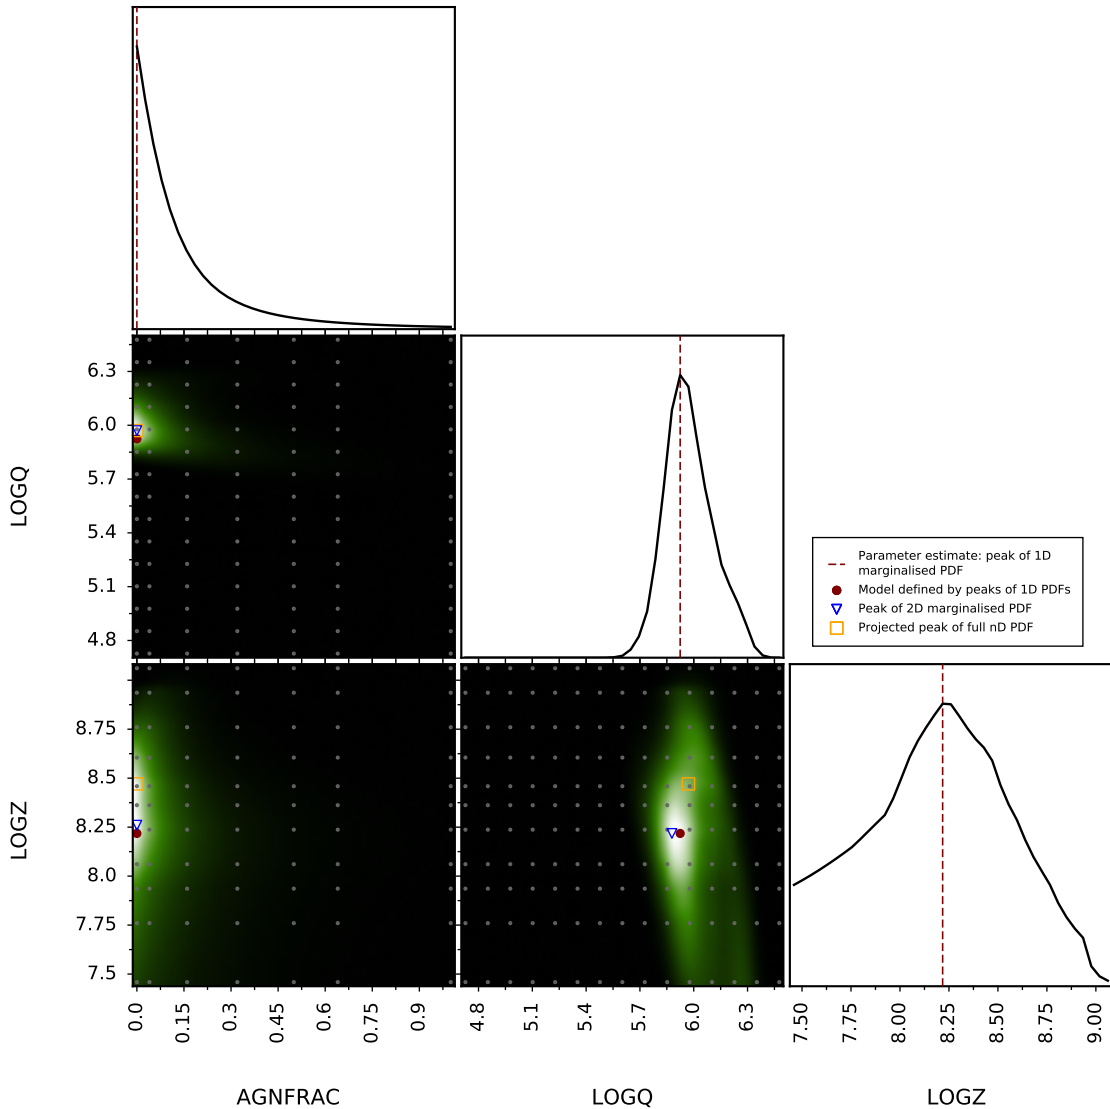 6.3
6.0
5.7
5.4
5.1
4.8
LOGQ
Parameter estimate: peak of 1D
marginalised PDF
Model defined by peaks of 1D PDFs
Peak of 2D marginalised PDF
Projected peak of full nD PDF
8.75
8.5
8.25
8.0
7.75
7.5
LOGZ
0.0 0.15 0.3 0.45 0.6 0.75 0.9
4.8 5.1 5.4 5.7 6.0 6.3
7.50 7.75 8.00 8.25 8.50 8.75 9.00
AGNFRAC LOGQ LOGZ